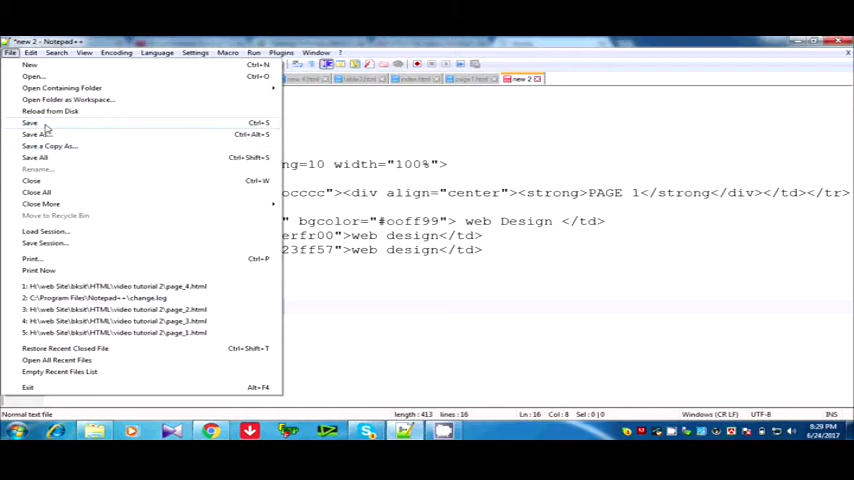 *new 2 - Notepad++
File Edit Search View Encoding Language Settings Macro Run Plugins Window ?
X
New Ctrl+N
Open... Ctrl+O
Open Containing Folder
Open Folder as Workspace...
Reload from Disk
Save Ctrl+S
Save As... Ctrl+Alt+S
Save a Copy As...
Save All Ctrl+Shift+S
Rename...
Close Ctrl+W
Close All
Close More
Move to Recycle Bin
Load Session...
Save Session...
Print... Ctrl+P
Print Now
1: H:\web Site\bksit\HTML\video tutorial 2\page_4.html
2: C:\Program Files\Notepad++\change.log
3: H:\web Site\bksit\HTML\video tutorial 2\page_2.html
4: H:\web Site\bksit\HTML\video tutorial 2\page_3.html
5: H:\web Site\bksit\HTML\video tutorial 2\page_1.html
Restore Recent Closed File Ctrl+Shift+T
Open All Recent Files
Empty Recent Files List
Exit Alt+F4
new 4.html table3.html index.html page1.html new 2
ng=10 width="100%">
occcc"><div align="center"><strong>PAGE 1</strong></div></td></tr>
" bgcolor="#ooff99"> web Design </td>
erfr00">web design</td>
23ff57">web design</td>
Normal text file length : 413 lines : 16 Ln : 16 Col : 8 Sel : 0 | 0 Windows (CR LF) UTF-8 INS
8:29 PM
6/24/2017